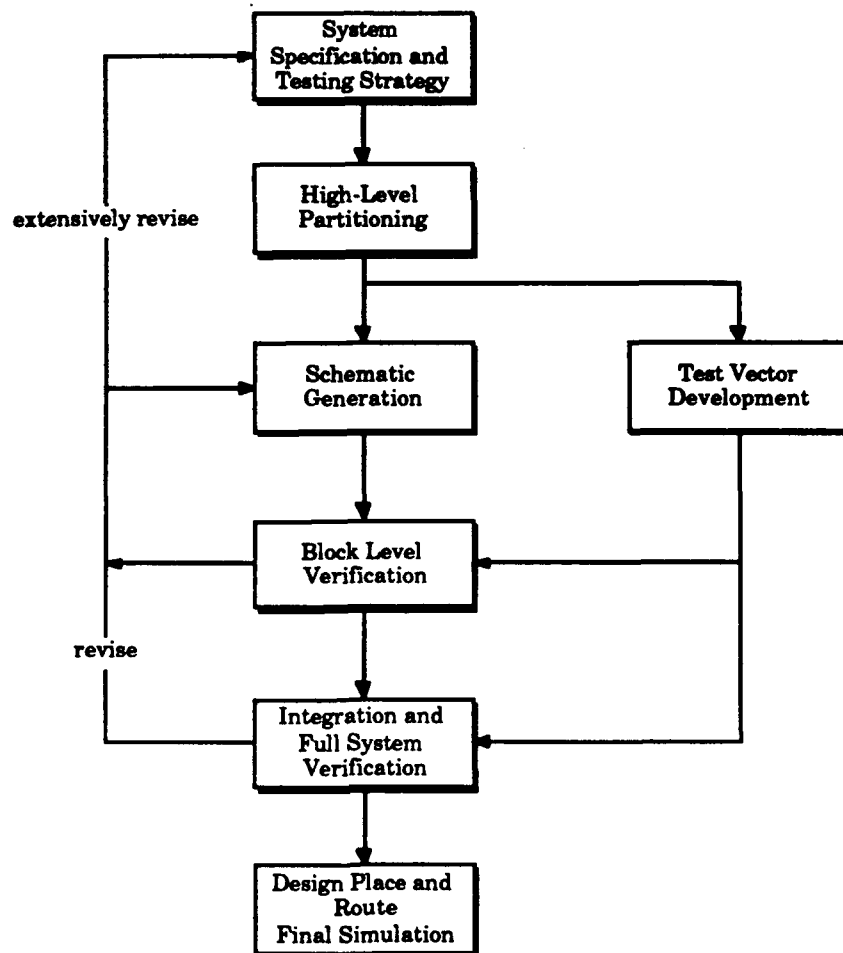 System
Specification and
Testing Strategy
High-Level
Partitioning
extensively revise
Schematic
Generation
Test Vector
Development
Block Level
Verification
revise
Integration and
Full System
Verification
Design Place and
Route
Final Simulation